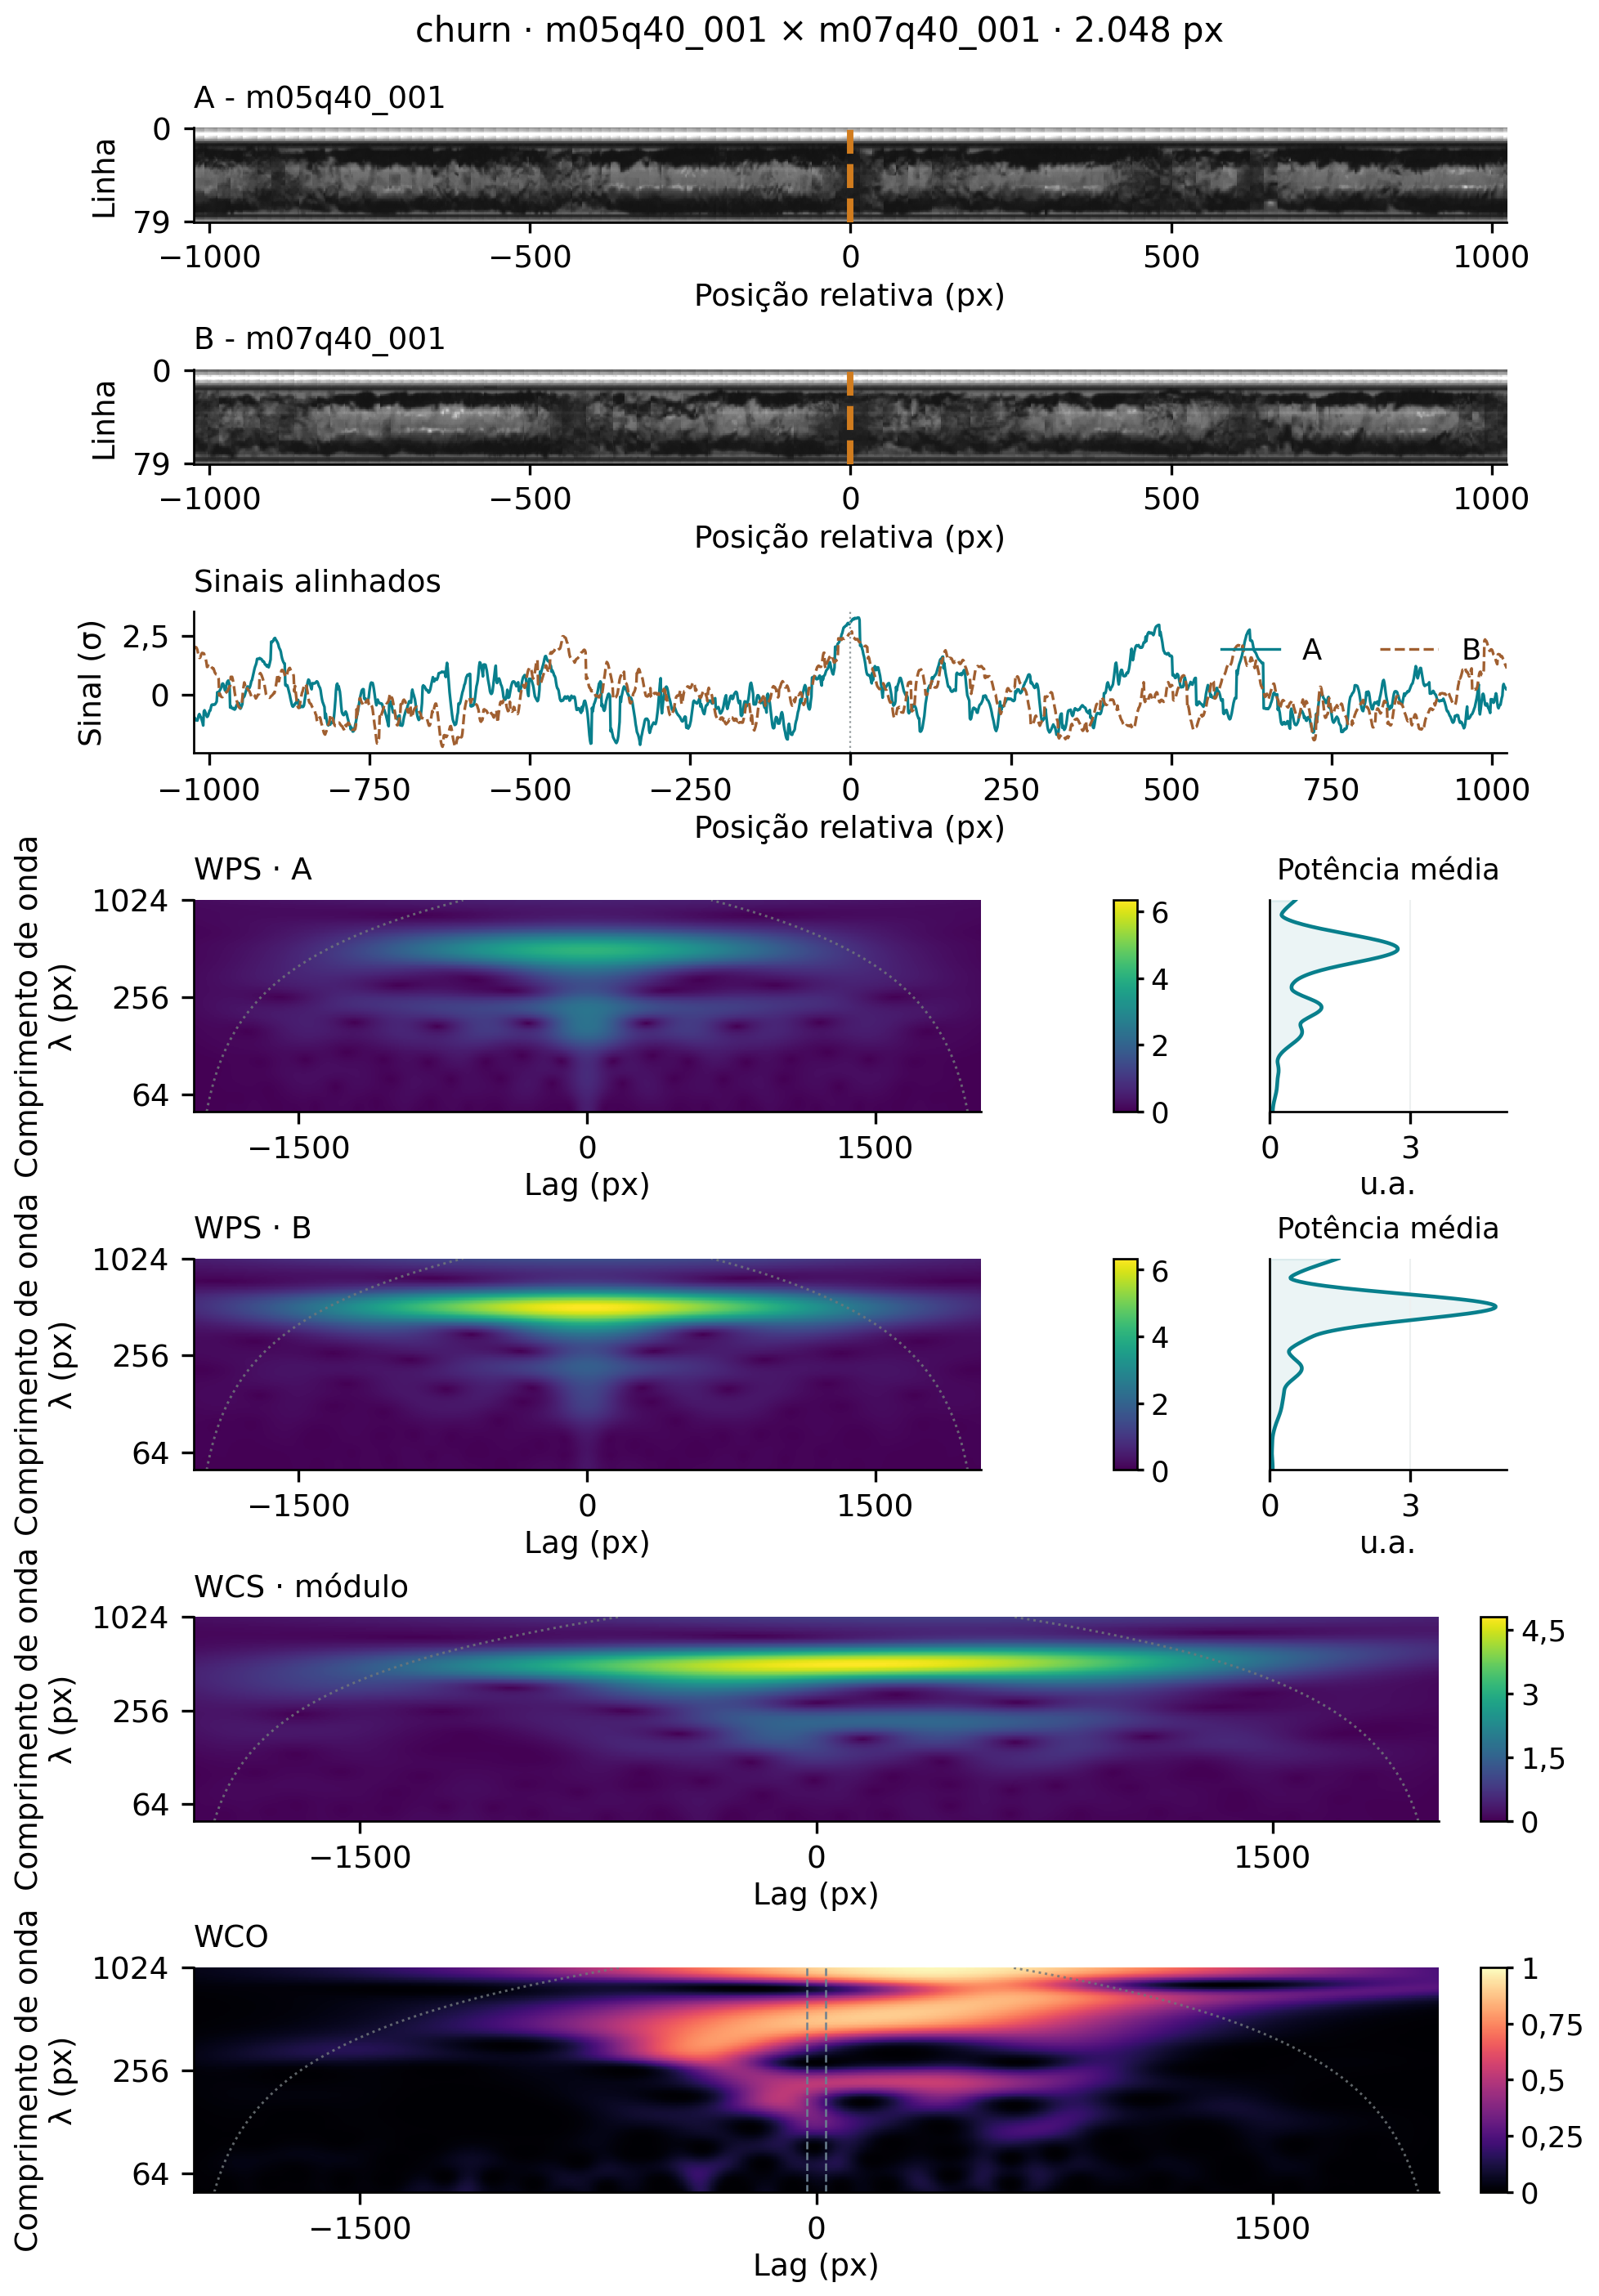 churn · m05q40_001 × m07q40_001 · 2.048 px
A - m05q40_001
Linha
0
79
−1000 −500 0 500 1000
Posição relativa (px)
B - m07q40_001
Linha
0
79
−1000 −500 0 500 1000
Posição relativa (px)
Sinais alinhados
Sinal (σ)
2,5
0
A B
−1000 −750 −500 −250 0 250 500 750 1000
Posição relativa (px)
WPS · A
Comprimento de onda
λ (px)
1024
256
64
−1500 0 1500
Lag (px)
6
4
2
0
Potência média
0 3
u.a.
WPS · B
Comprimento de onda
λ (px)
1024
256
64
−1500 0 1500
Lag (px)
6
4
2
0
Potência média
0 3
u.a.
WCS · módulo
Comprimento de onda
λ (px)
1024
256
64
−1500 0 1500
Lag (px)
4,5
3
1,5
0
WCO
Comprimento de onda
λ (px)
1024
256
64
−1500 0 1500
Lag (px)
1
0,75
0,5
0,25
0